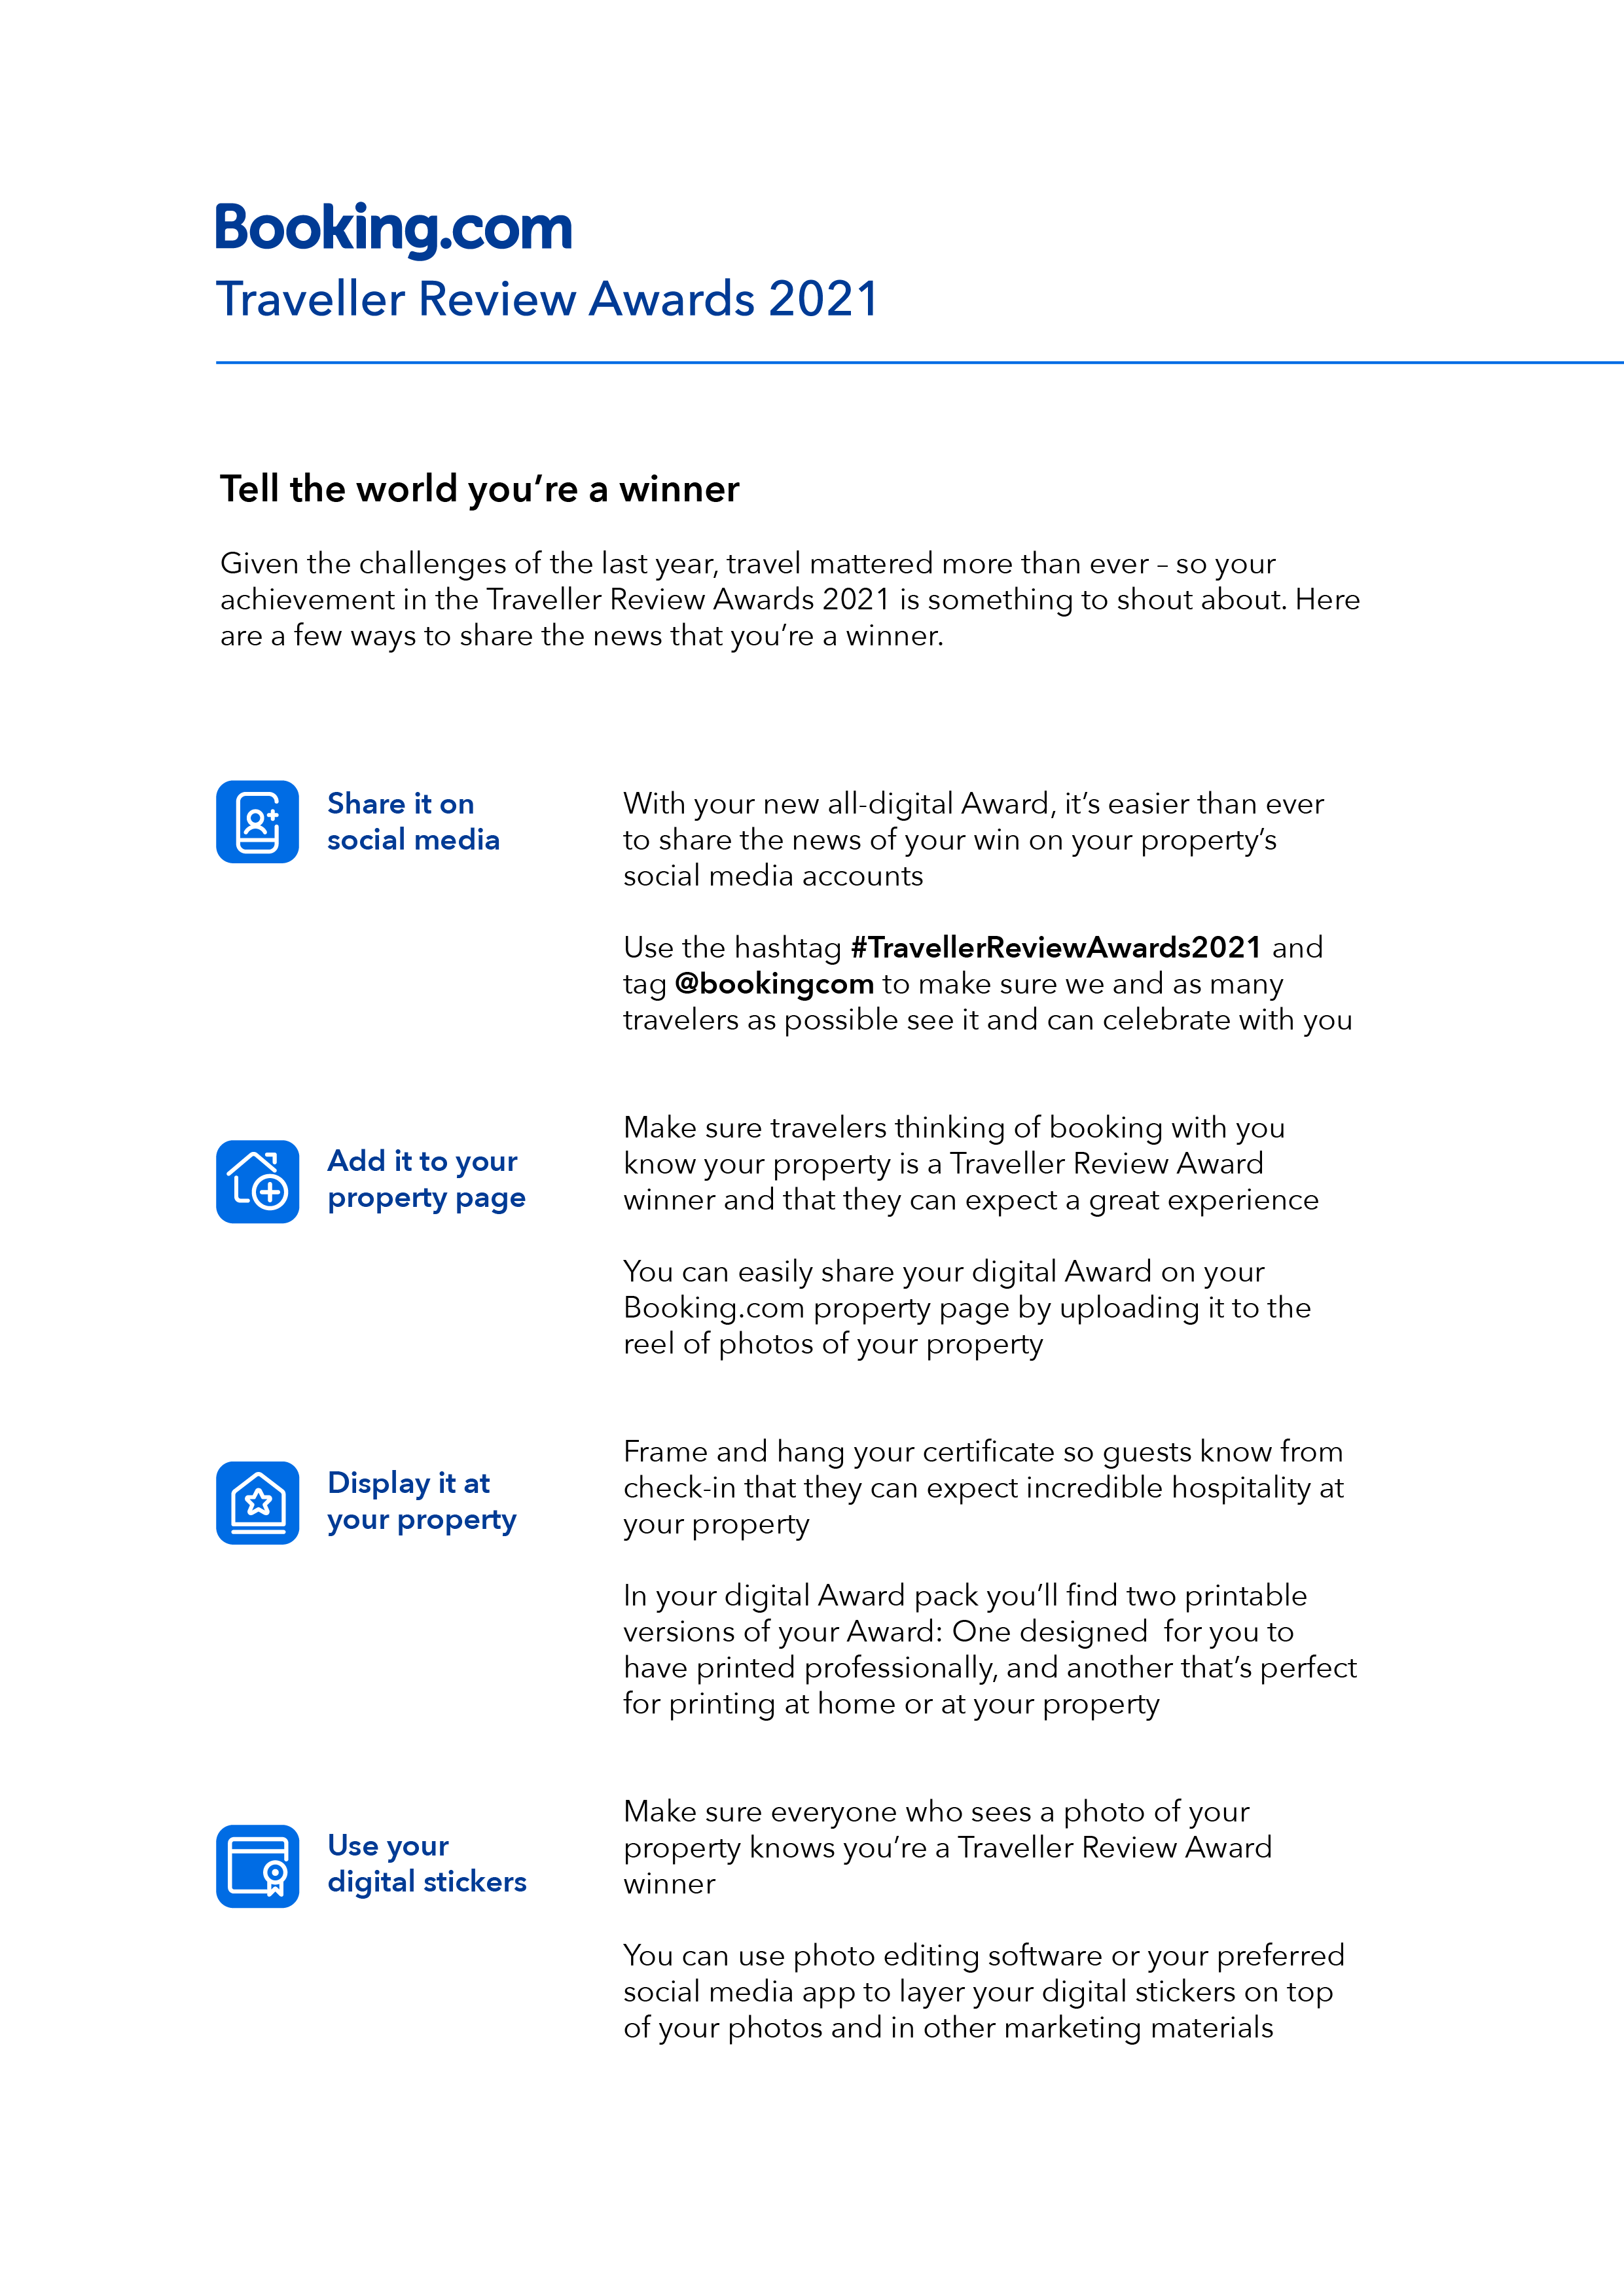 Booking.com
Traveller Review Awards 2021
Tell the world you’re a winner
Given the challenges of the last year, travel mattered more than ever – so your
achievement in the Traveller Review Awards 2021 is something to shout about. Here
are a few ways to share the news that you’re a winner.
Share it on
social media
With your new all-digital Award, it’s easier than ever
to share the news of your win on your property’s
social media accounts
Use the hashtag #TravellerReviewAwards2021 and
tag @bookingcom to make sure we and as many
travelers as possible see it and can celebrate with you
Add it to your
property page
Make sure travelers thinking of booking with you
know your property is a Traveller Review Award
winner and that they can expect a great experience
You can easily share your digital Award on your
Booking.com property page by uploading it to the
reel of photos of your property
Display it at
your property
Frame and hang your certificate so guests know from
check-in that they can expect incredible hospitality at
your property
In your digital Award pack you’ll find two printable
versions of your Award: One designed  for you to
have printed professionally, and another that’s perfect
for printing at home or at your property
Use your
digital stickers
Make sure everyone who sees a photo of your
property knows you’re a Traveller Review Award
winner
You can use photo editing software or your preferred
social media app to layer your digital stickers on top
of your photos and in other marketing materials